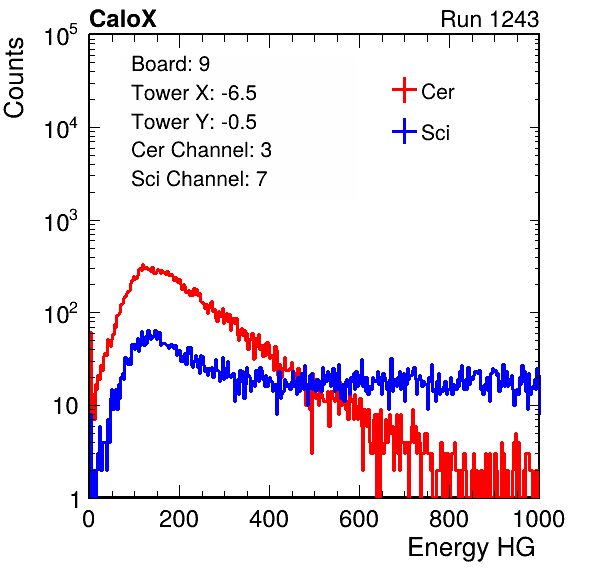 CaloX Run 1243
Counts
Board: 9
Tower X: -6.5
Tower Y: -0.5
Cer Channel: 3
Sci Channel: 7
Cer
Sci
10^5
10^4
10^3
10^2
10
1
0 200 400 600 800 1000
Energy HG